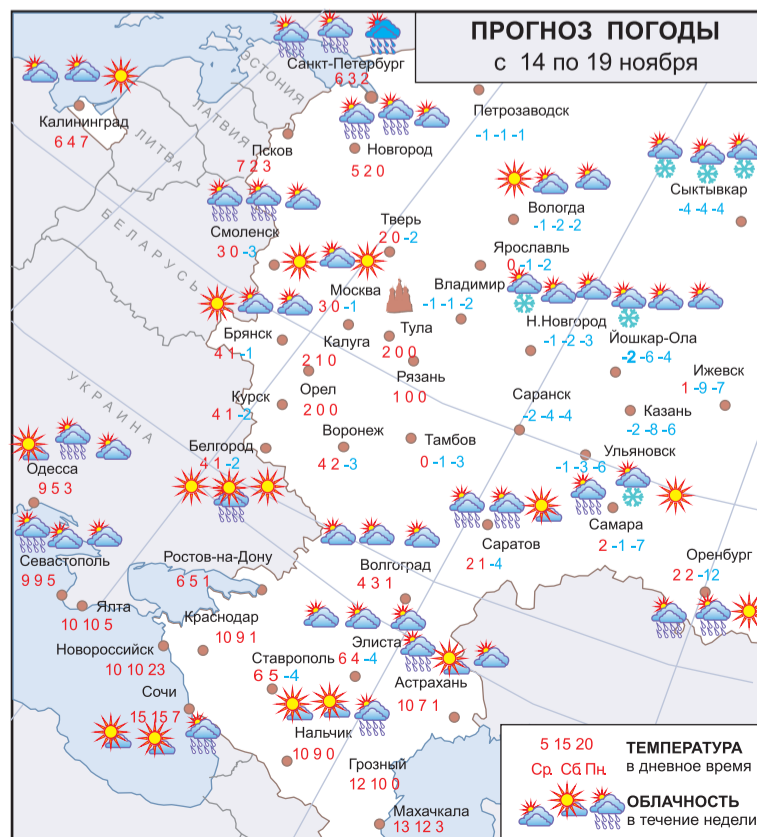 ПРОГНОЗ ПОГОДЫ
с 14 по 19 ноября
Санкт-Петербург
6 3 2
ЭСТОНИЯ
ЛАТВИЯ
ЛИТВА
БЕЛАРУСЬ
УКРАИНА
Калининград
6 4 7
Псков
7 2 3
Новгород
5 2 0
Петрозаводск
-1 -1 -1
Сыктывкар
-4 -4 -4
Вологда
-1 -2 -2
Смоленск
3 0 -3
Тверь
2 0 -2
Ярославль
0 -1 -2
Москва
3 0 -1
Владимир
-1 -1 -2
Н.Новгород
-1 -2 -3
Йошкар-Ола
-2 -6 -4
Брянск
4 1 -1
Калуга
2 1 0
Тула
2 0 0
Рязань
1 0 0
Ижевск
1 -9 -7
Курск
4 1 -2
Орел
2 0 0
Саранск
-2 -4 -4
Казань
-2 -8 -6
Белгород
4 1 -2
Воронеж
4 2 -3
Тамбов
0 -1 -3
Ульяновск
-1 -3 -6
Одесса
9 5 3
Самара
2 -1 -7
Саратов
2 1 -4
Оренбург
2 2 -12
Севастополь
9 9 5
Ростов-на-Дону
6 5 1
Волгоград
4 3 1
Ялта
10 10 5
Краснодар
10 9 1
Новороссийск
10 10 23
Элиста
6 4 -4
Ставрополь
6 5 -4
Астрахань
10 7 1
Сочи
15 15 7
Нальчик
10 9 0
Грозный
12 10 0
Махачкала
13 12 3
5 15 20
Ср. Сб. Пн.
ТЕМПЕРАТУРА
в дневное время
ОБЛАЧНОСТЬ
в течение недели